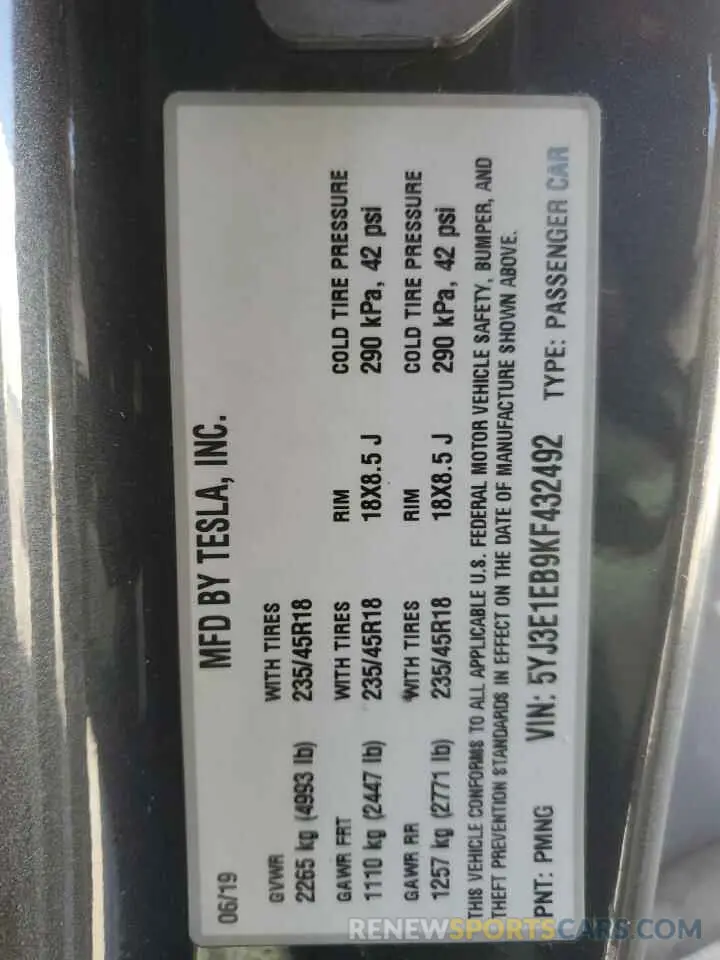 MFD BY TESLA, INC.
06/19
GVWR WITH TIRES
2265 kg (4993 lb) 235/45R18
GAWR FRT WITH TIRES RIM COLD TIRE PRESSURE
1110 kg (2447 lb) 235/45R18 18X8.5 J 290 kPa, 42 psi
GAWR RR WITH TIRES RIM COLD TIRE PRESSURE
1257 kg (2771 lb) 235/45R18 18X8.5 J 290 kPa, 42 psi
THIS VEHICLE CONFORMS TO ALL APPLICABLE U.S. FEDERAL MOTOR VEHICLE SAFETY, BUMPER, AND
THEFT PREVENTION STANDARDS IN EFFECT ON THE DATE OF MANUFACTURE SHOWN ABOVE.
PNT: PMNG VIN: 5YJ3E1EB9KF432492 TYPE: PASSENGER CAR
RENEWSPORTSCARS.COM